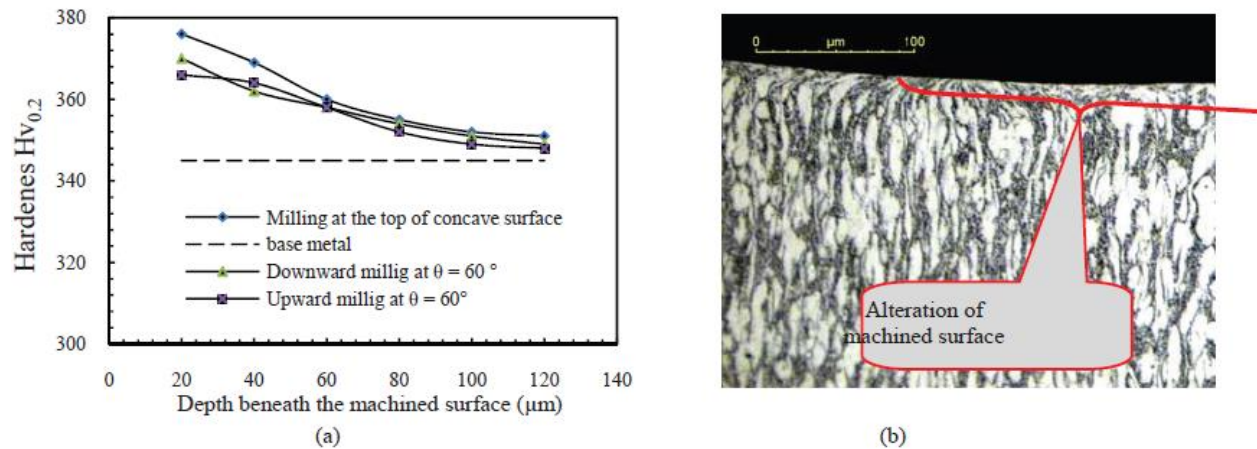 380
360
340
320
300
Hardenes Hv0.2
Milling at the top of concave surface
base metal
Downward millig at θ = 60 °
Upward millig at θ = 60°
0 20 40 60 80 100 120 140
Depth beneath the machined surface (µm)
(a)
0 µm 100
Alteration of
machined surface
(b)